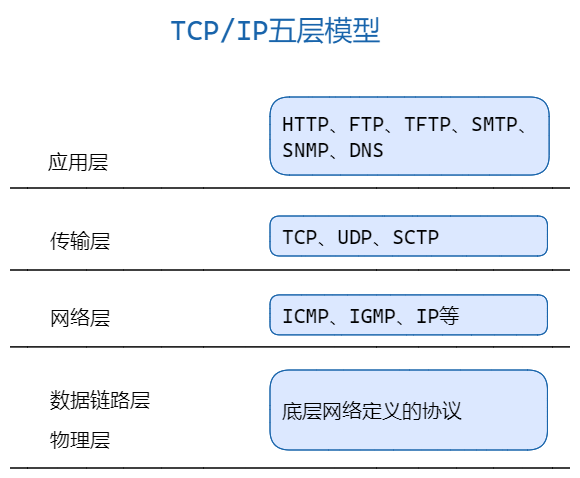 TCP/IP五层模型
HTTP、FTP、TFTP、SMTP、
SNMP、DNS
应用层
传输层
TCP、UDP、SCTP
网络层
ICMP、IGMP、IP等
数据链路层
底层网络定义的协议
物理层